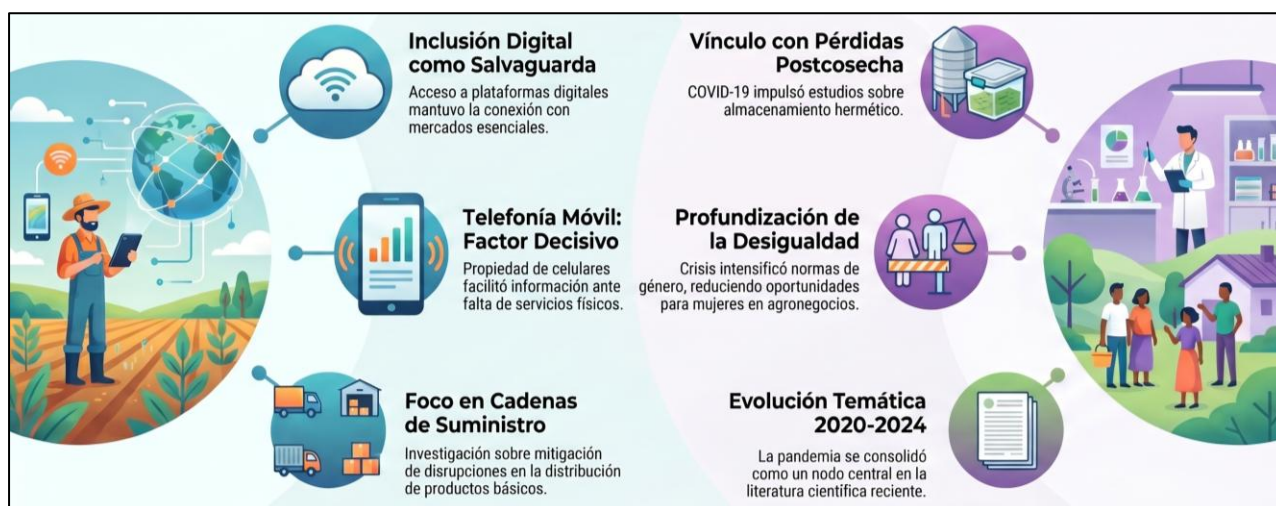 Inclusión Digital
como Salvaguarda
Acceso a plataformas digitales
mantuvo la conexión con
mercados esenciales.
Telefonía Móvil:
Factor Decisivo
Propiedad de celulares
facilitó información ante
falta de servicios físicos.
Foco en Cadenas
de Suministro
Investigación sobre mitigación
de disrupciones en la distribución
de productos básicos.
Vínculo con Pérdidas
Postcosecha
COVID-19 impulsó estudios sobre
almacenamiento hermético.
Profundización de
la Desigualdad
Crisis intensificó normas de
género, reduciendo oportunidades
para mujeres en agronegocios.
Evolución Temática
2020-2024
La pandemia se consolidó
como un nodo central en la
literatura científica reciente.